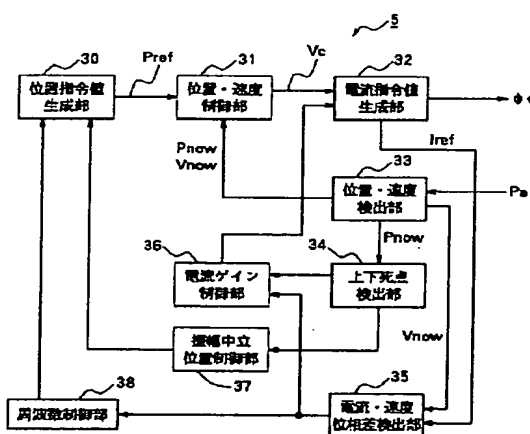 5
30
Pref
31
Vc
32
位置指令値
生成部
位置・速度
制御部
電流指令値
生成部
Iref
Pnow
Vnow
33
位置・速度
検出部
Pnow
36
34
電流ゲイン
制御部
上下死点
検出部
Vnow
振幅中立
位置制御部
37
38
35
周波数制御部
電流・速度
位相差検出部